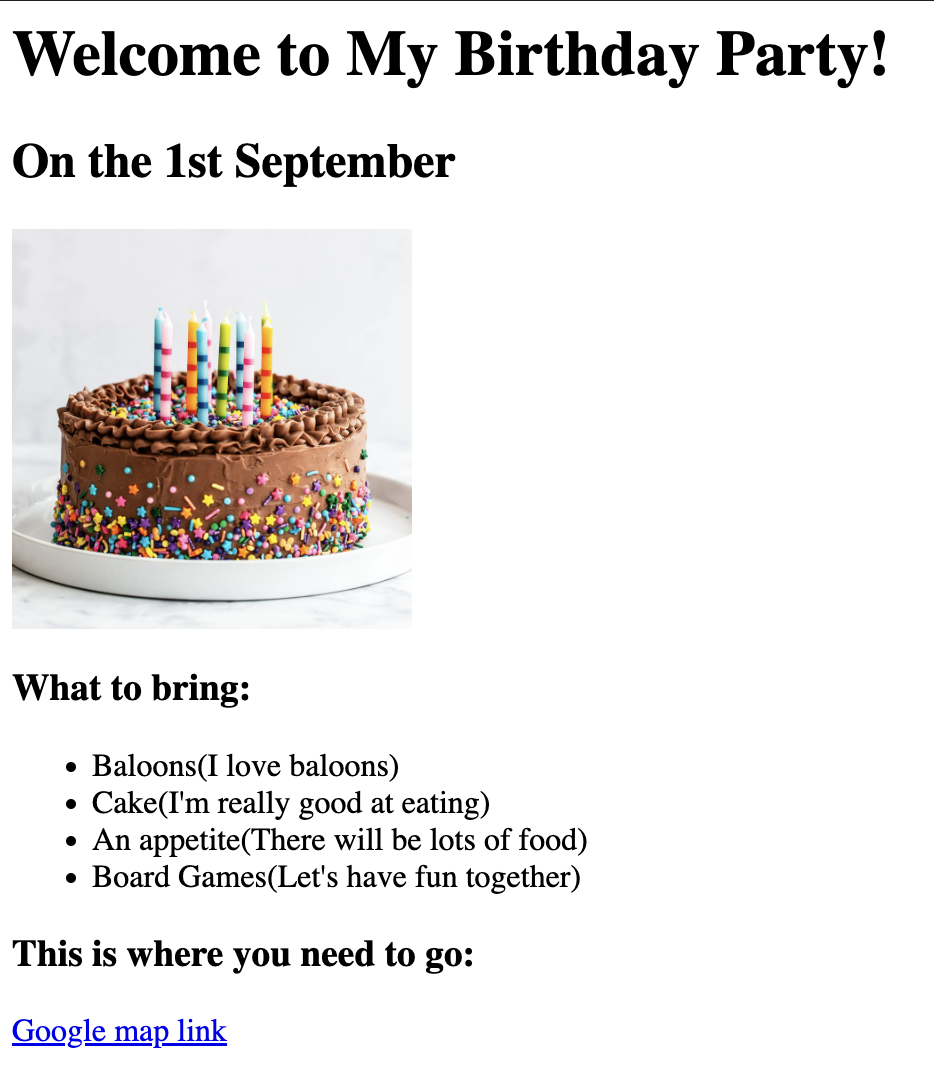 Welcome to My Birthday Party!
On the 1st September
What to bring:
Baloons(I love baloons)
Cake(I'm really good at eating)
An appetite(There will be lots of food)
Board Games(Let's have fun together)
This is where you need to go:
Google map link